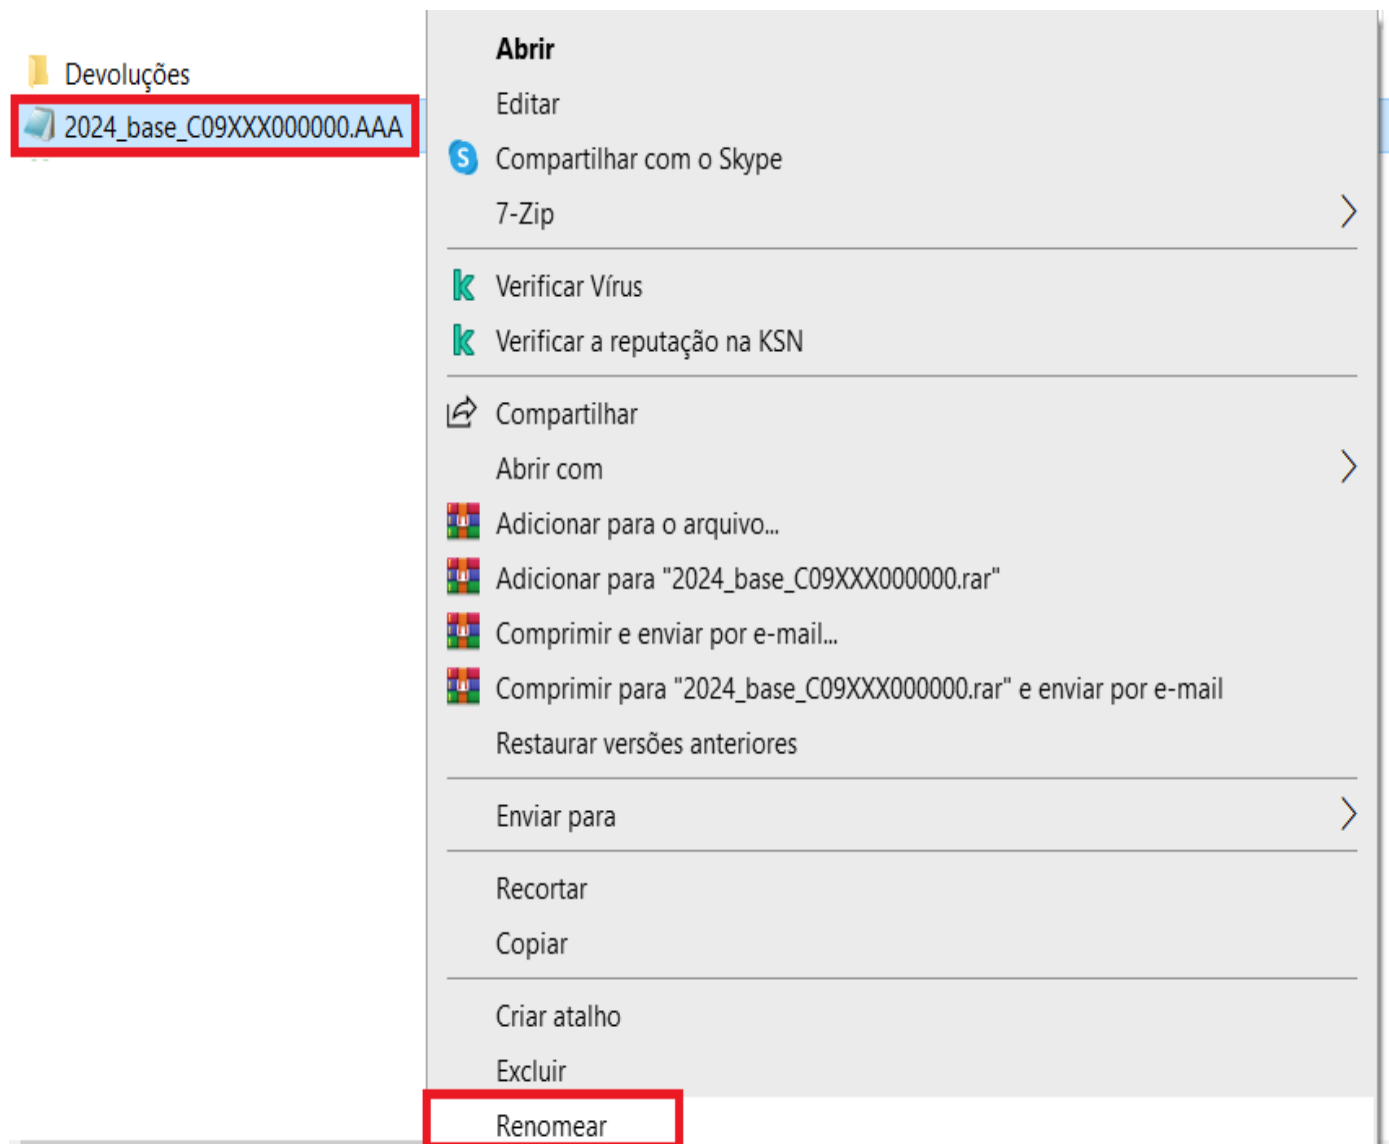 Devoluções
2024_base_C09XXX000000.AAA
Abrir
Editar
Compartilhar com o Skype
7-Zip
Verificar Vírus
Verificar a reputação na KSN
Compartilhar
Abrir com
Adicionar para o arquivo...
Adicionar para "2024_base_C09XXX000000.rar"
Comprimir e enviar por e-mail...
Comprimir para "2024_base_C09XXX000000.rar" e enviar por e-mail
Restaurar versões anteriores
Enviar para
Recortar
Copiar
Criar atalho
Excluir
Renomear